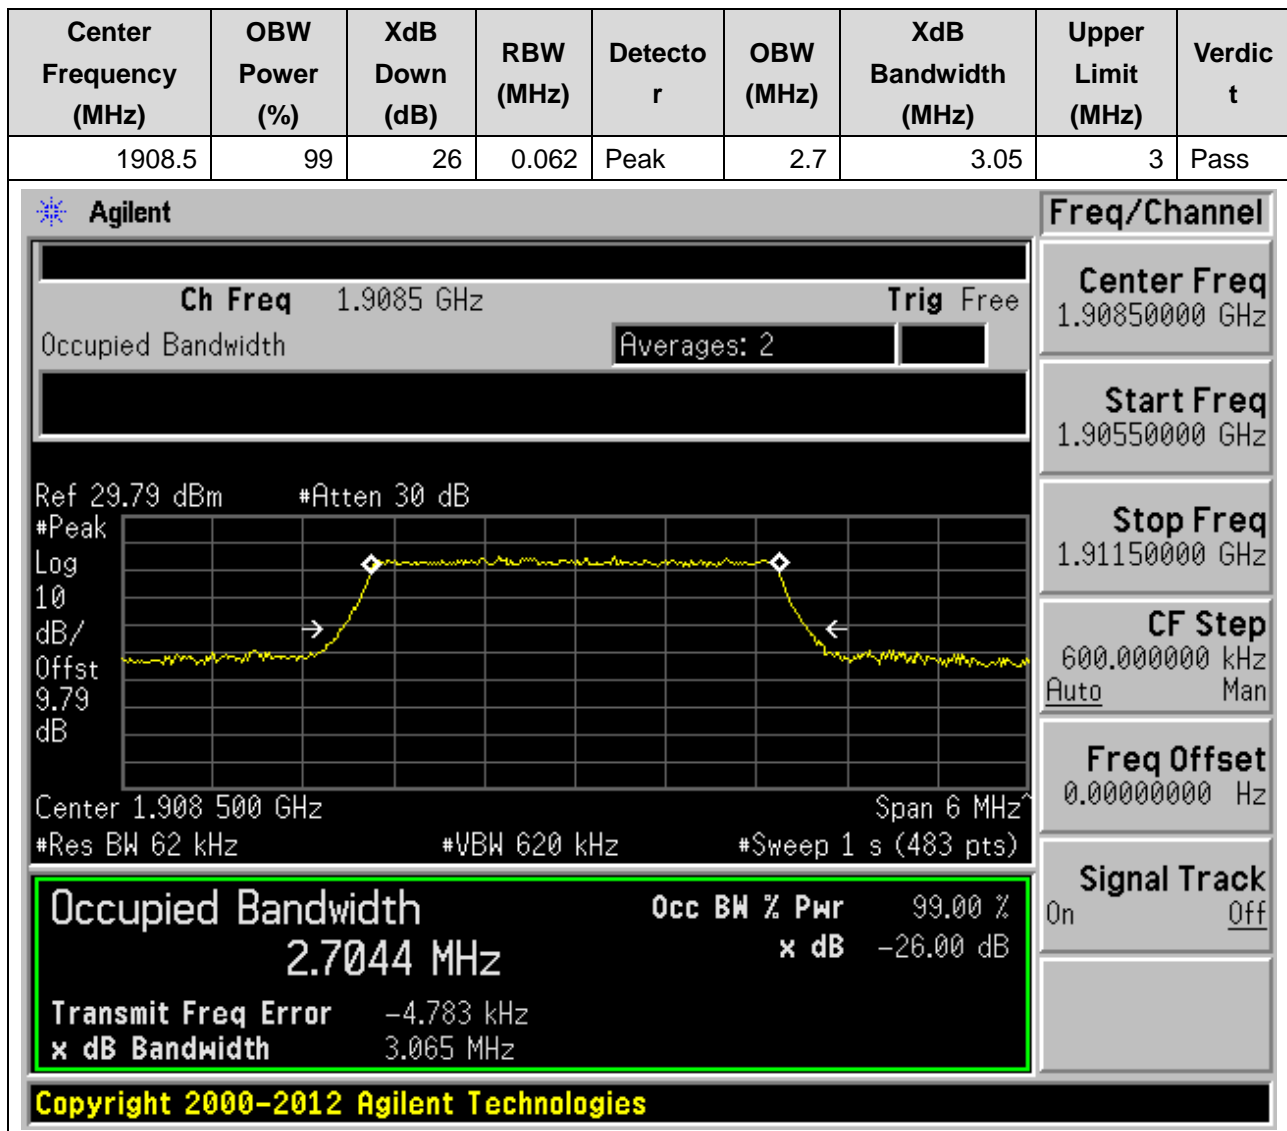 Center Frequency (MHz) OBW Power (%) XdB Down (dB) RBW (MHz) Detecto r OBW (MHz) XdB Bandwidth (MHz) Upper Limit (MHz) Verdic t
1908.5 99 26 0.062 Peak 2.7 3.05 3 Pass
Agilent
Freq/Channel
Ch Freq 1.9085 GHz Trig Free
Occupied Bandwidth Averages: 2
Ref 29.79 dBm #Atten 30 dB
#Peak
Log
10
dB/
Offst
9.79
dB
Center 1.908 500 GHz Span 6 MHz^
#Res BW 62 kHz #VBW 620 kHz #Sweep 1 s (483 pts)
Occupied Bandwidth Occ BW % Pwr 99.00 %
2.7044 MHz x dB -26.00 dB
Transmit Freq Error -4.783 kHz
x dB Bandwidth 3.065 MHz
Center Freq
1.90850000 GHz
Start Freq
1.90550000 GHz
Stop Freq
1.91150000 GHz
CF Step
600.000000 kHz
Auto Man
Freq Offset
0.00000000 Hz
Signal Track
On Off
Copyright 2000-2012 Agilent Technologies